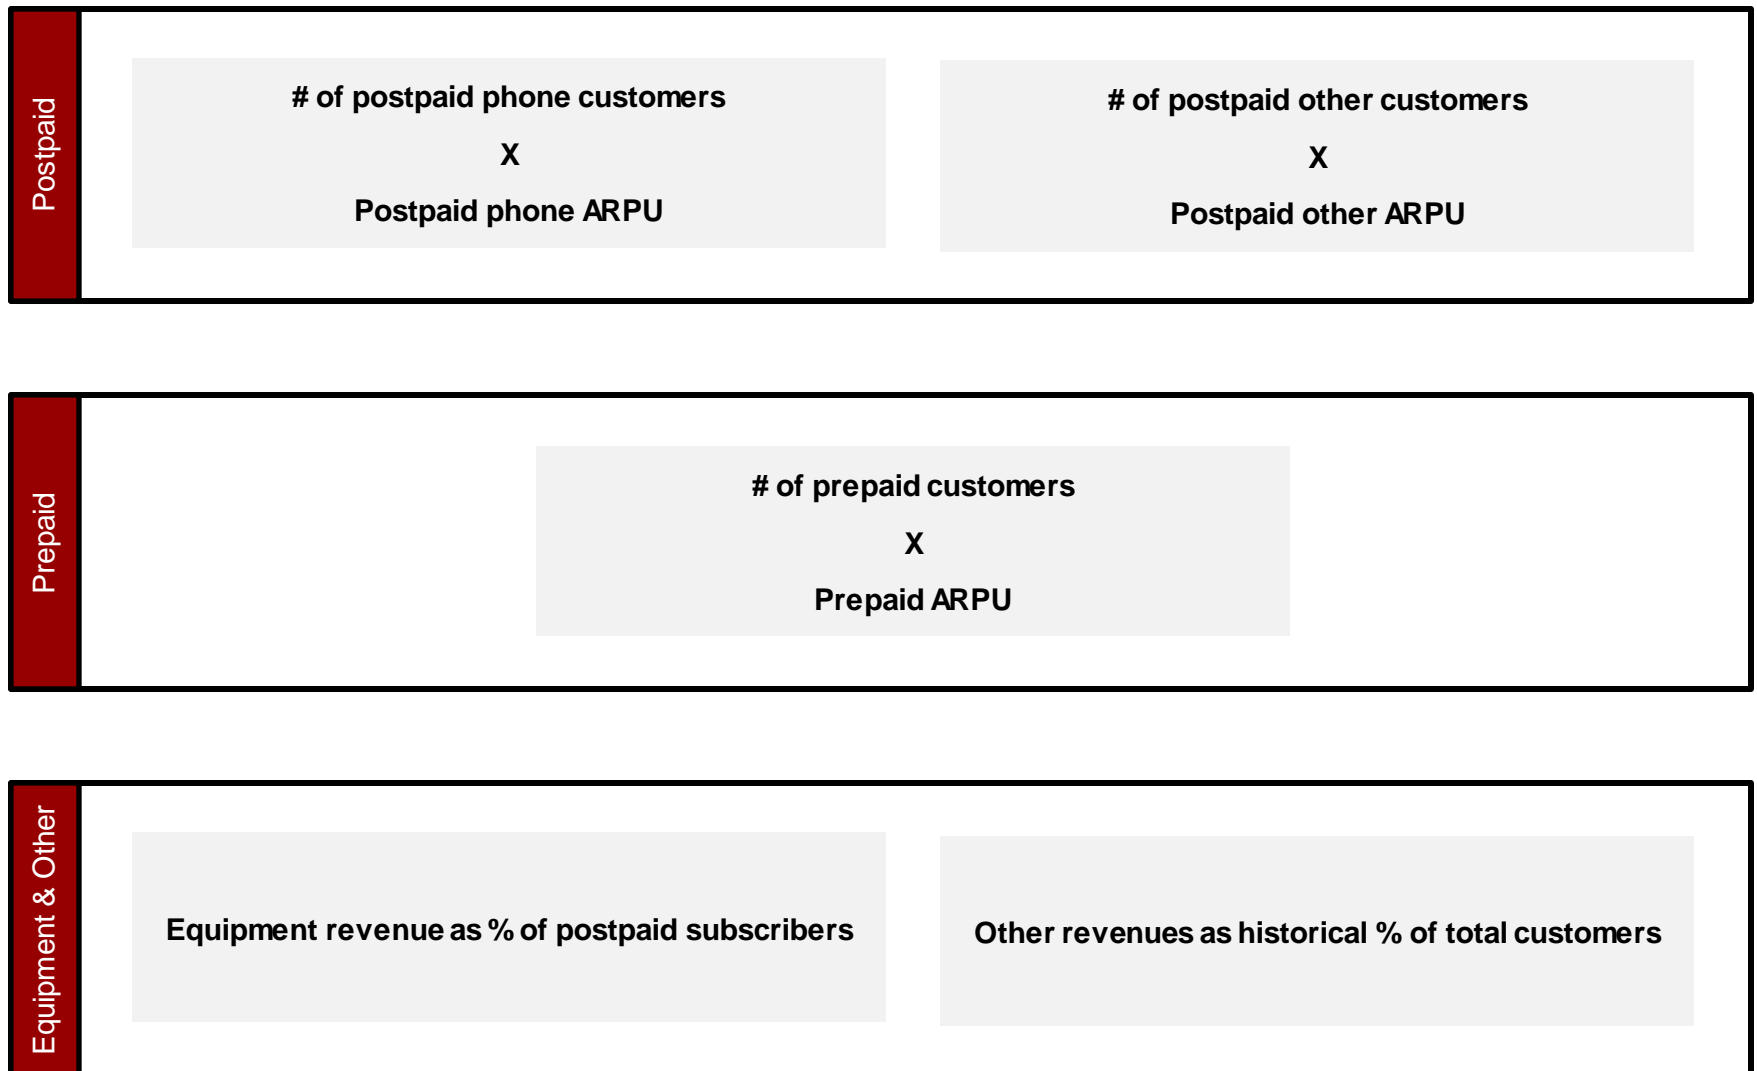 Postpaid
# of postpaid phone customers
X
Postpaid phone ARPU
# of postpaid other customers
X
Postpaid other ARPU
Prepaid
# of prepaid customers
X
Prepaid ARPU
Equipment & Other
Equipment revenue as % of postpaid subscribers
Other revenues as historical % of total customers